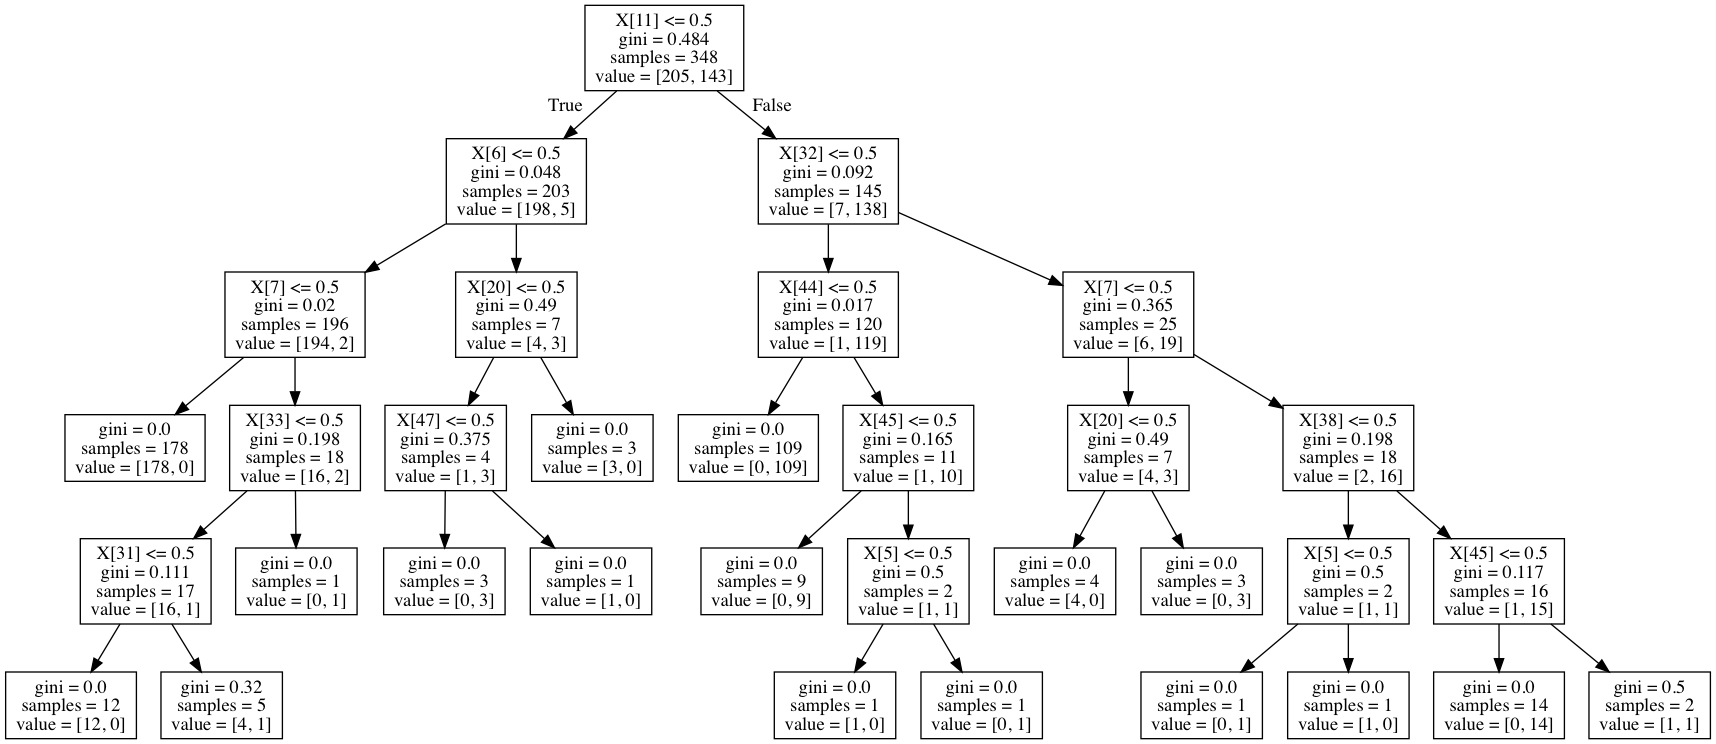 X[11] <= 0.5
gini = 0.484
samples = 348
value = [205, 143]
True
False
X[6] <= 0.5
gini = 0.048
samples = 203
value = [198, 5]
X[32] <= 0.5
gini = 0.092
samples = 145
value = [7, 138]
X[7] <= 0.5
gini = 0.02
samples = 196
value = [194, 2]
X[20] <= 0.5
gini = 0.49
samples = 7
value = [4, 3]
X[44] <= 0.5
gini = 0.017
samples = 120
value = [1, 119]
X[7] <= 0.5
gini = 0.365
samples = 25
value = [6, 19]
gini = 0.0
samples = 178
value = [178, 0]
X[33] <= 0.5
gini = 0.198
samples = 18
value = [16, 2]
X[47] <= 0.5
gini = 0.375
samples = 4
value = [1, 3]
gini = 0.0
samples = 3
value = [3, 0]
gini = 0.0
samples = 109
value = [0, 109]
X[45] <= 0.5
gini = 0.165
samples = 11
value = [1, 10]
X[20] <= 0.5
gini = 0.49
samples = 7
value = [4, 3]
X[38] <= 0.5
gini = 0.198
samples = 18
value = [2, 16]
X[31] <= 0.5
gini = 0.111
samples = 17
value = [16, 1]
gini = 0.0
samples = 1
value = [0, 1]
gini = 0.0
samples = 3
value = [0, 3]
gini = 0.0
samples = 1
value = [1, 0]
gini = 0.0
samples = 9
value = [0, 9]
X[5] <= 0.5
gini = 0.5
samples = 2
value = [1, 1]
gini = 0.0
samples = 4
value = [4, 0]
gini = 0.0
samples = 3
value = [0, 3]
X[5] <= 0.5
gini = 0.5
samples = 2
value = [1, 1]
X[45] <= 0.5
gini = 0.117
samples = 16
value = [1, 15]
gini = 0.0
samples = 12
value = [12, 0]
gini = 0.32
samples = 5
value = [4, 1]
gini = 0.0
samples = 1
value = [1, 0]
gini = 0.0
samples = 1
value = [0, 1]
gini = 0.0
samples = 1
value = [0, 1]
gini = 0.0
samples = 1
value = [1, 0]
gini = 0.0
samples = 14
value = [0, 14]
gini = 0.5
samples = 2
value = [1, 1]